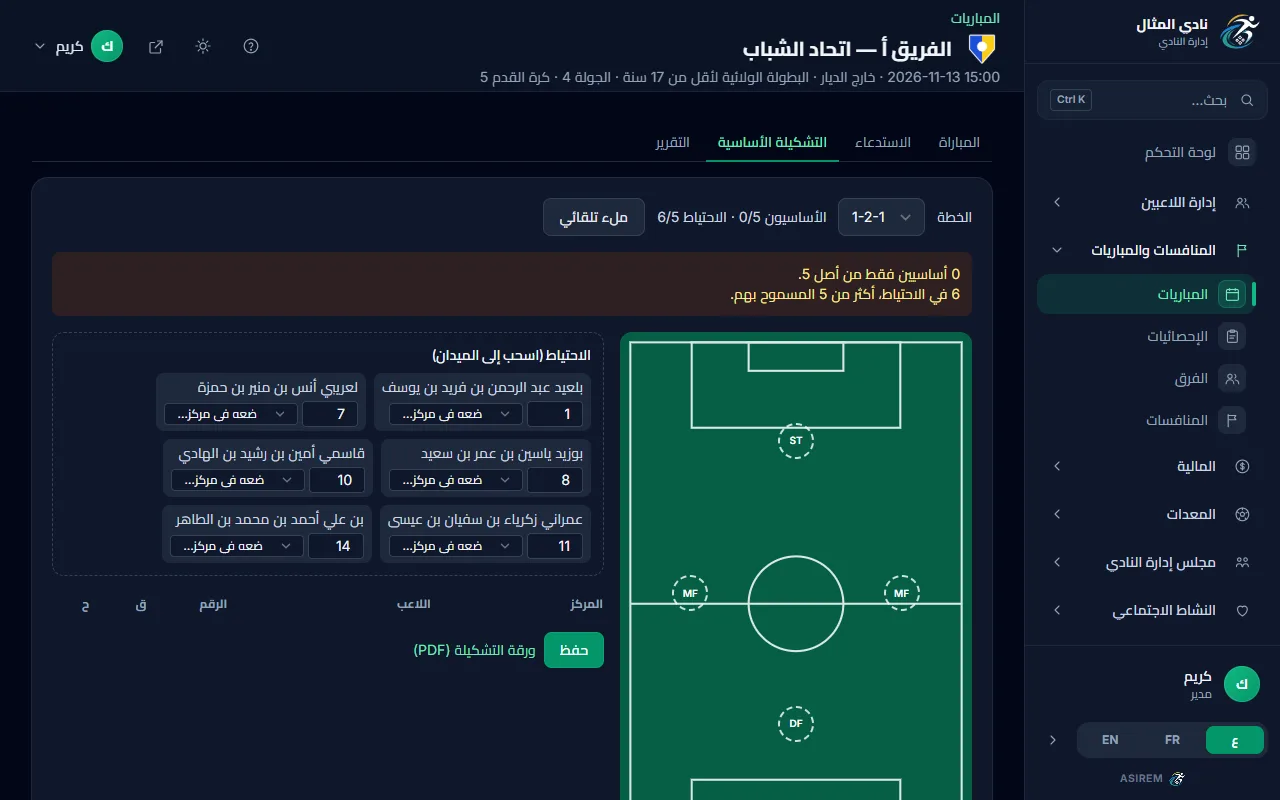 نادي المثال
إدارة النادي
بحث...
Ctrl K
لوحة التحكم
إدارة اللاعبين
المنافسات والمباريات
المباريات
الإحصائيات
الفرق
المنافسات
المالية
المعدات
مجلس إدارة النادي
النشاط الاجتماعي
ك
كريم
مدير
ع
FR
EN
ASIREM
المباريات
الفريق أ — اتحاد الشباب
15:00 2026-11-13 · خارج الديار · البطولة الولائية لأقل من 17 سنة · الجولة 4 · كرة القدم 5
ك
كريم
المباراة
الاستدعاء
التشكيلة الأساسية
التقرير
الخطة
1-2-1
الأساسيون 0/5 · الاحتياط 6/5
ملء تلقائي
0 أساسيين فقط من أصل 5.
6 في الاحتياط، أكثر من 5 المسموح بهم.
ST
MF
MF
DF
الاحتياط (اسحب إلى الميدان)
بلعيد عبد الرحمن بن فريد بن يوسف
1
ضعه في مركز...
لعريبي أنس بن منير بن حمزة
7
ضعه في مركز...
بوزيد ياسين بن عمر بن سعيد
8
ضعه في مركز...
قاسمي أمين بن رشيد بن الهادي
10
ضعه في مركز...
عمراني زكرياء بن سفيان بن عيسى
11
ضعه في مركز...
بن علي أحمد بن محمد بن الطاهر
14
ضعه في مركز...
المركز
اللاعب
الرقم
ق
ح
حفظ
ورقة التشكيلة (PDF)